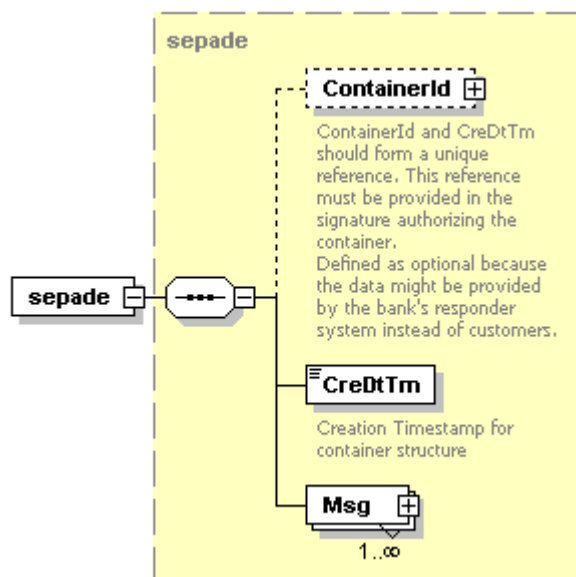 sepade
ContainerId
ContainerId and CreDtTm
should form a unique
reference. This reference
must be provided in the
signature authorizing the
container.
Defined as optional because
the data might be provided
by the bank's responder
system instead of customers.
sepade
CreDtTm
Creation Timestamp for
container structure
Msg
1..∞